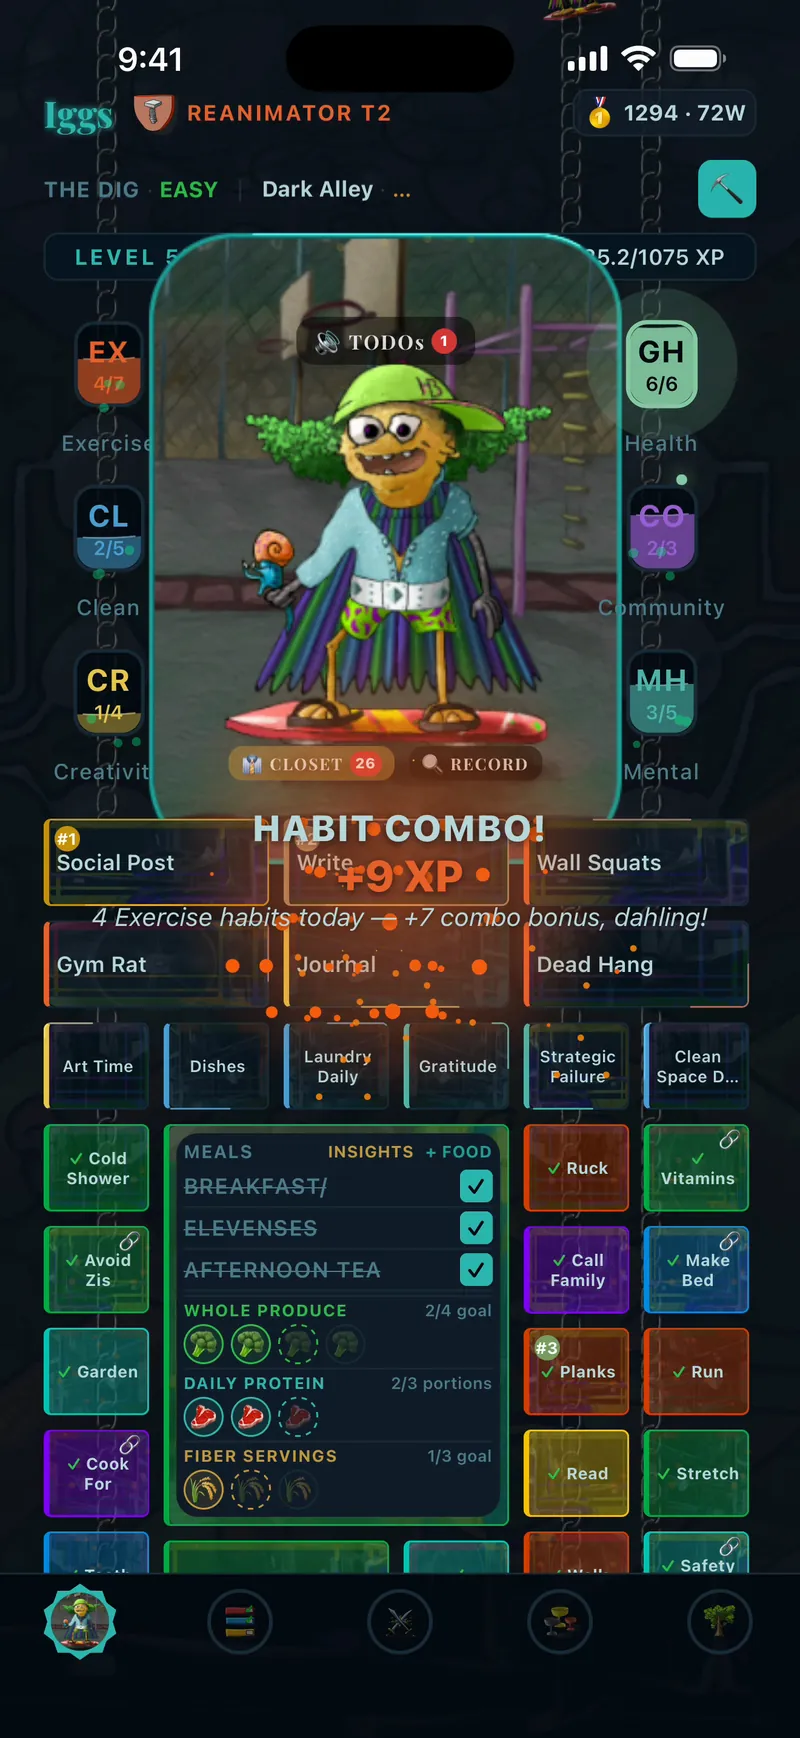 9:41
Iggs
REANIMATOR T2
1294 · 72W
THE DIG · EASY | Dark Alley · ...
LEVEL 5
5.2/1075 XP
TODOs 1
EX
4/7
Exercise
GH
6/6
Health
CL
2/5
Clean
CO
2/3
Community
CR
1/4
Creativit
MH
3/5
Mental
HB
CLOSET 26
RECORD
HABIT COMBO!
+9 XP
4 Exercise habits today — +7 combo bonus, dahling!
#1
Social Post
#2
Write
Wall Squats
Gym Rat
Journal
Dead Hang
Art Time
Dishes
Laundry
Daily
Gratitude
Strategic
Failure
Clean
Space D...
✓ Cold
Shower
✓ Avoid
Zis
✓ Garden
✓ Cook
For
MEALS
INSIGHTS
+ FOOD
BREAKFAST/
ELEVENSES
AFTERNOON TEA
WHOLE PRODUCE
2/4 goal
DAILY PROTEIN
2/3 portions
FIBER SERVINGS
1/3 goal
✓ Ruck
✓
Vitamins
✓ Call
Family
✓ Make
Bed
#3
✓ Planks
✓ Run
✓ Read
✓ Stretch
✓ Safety